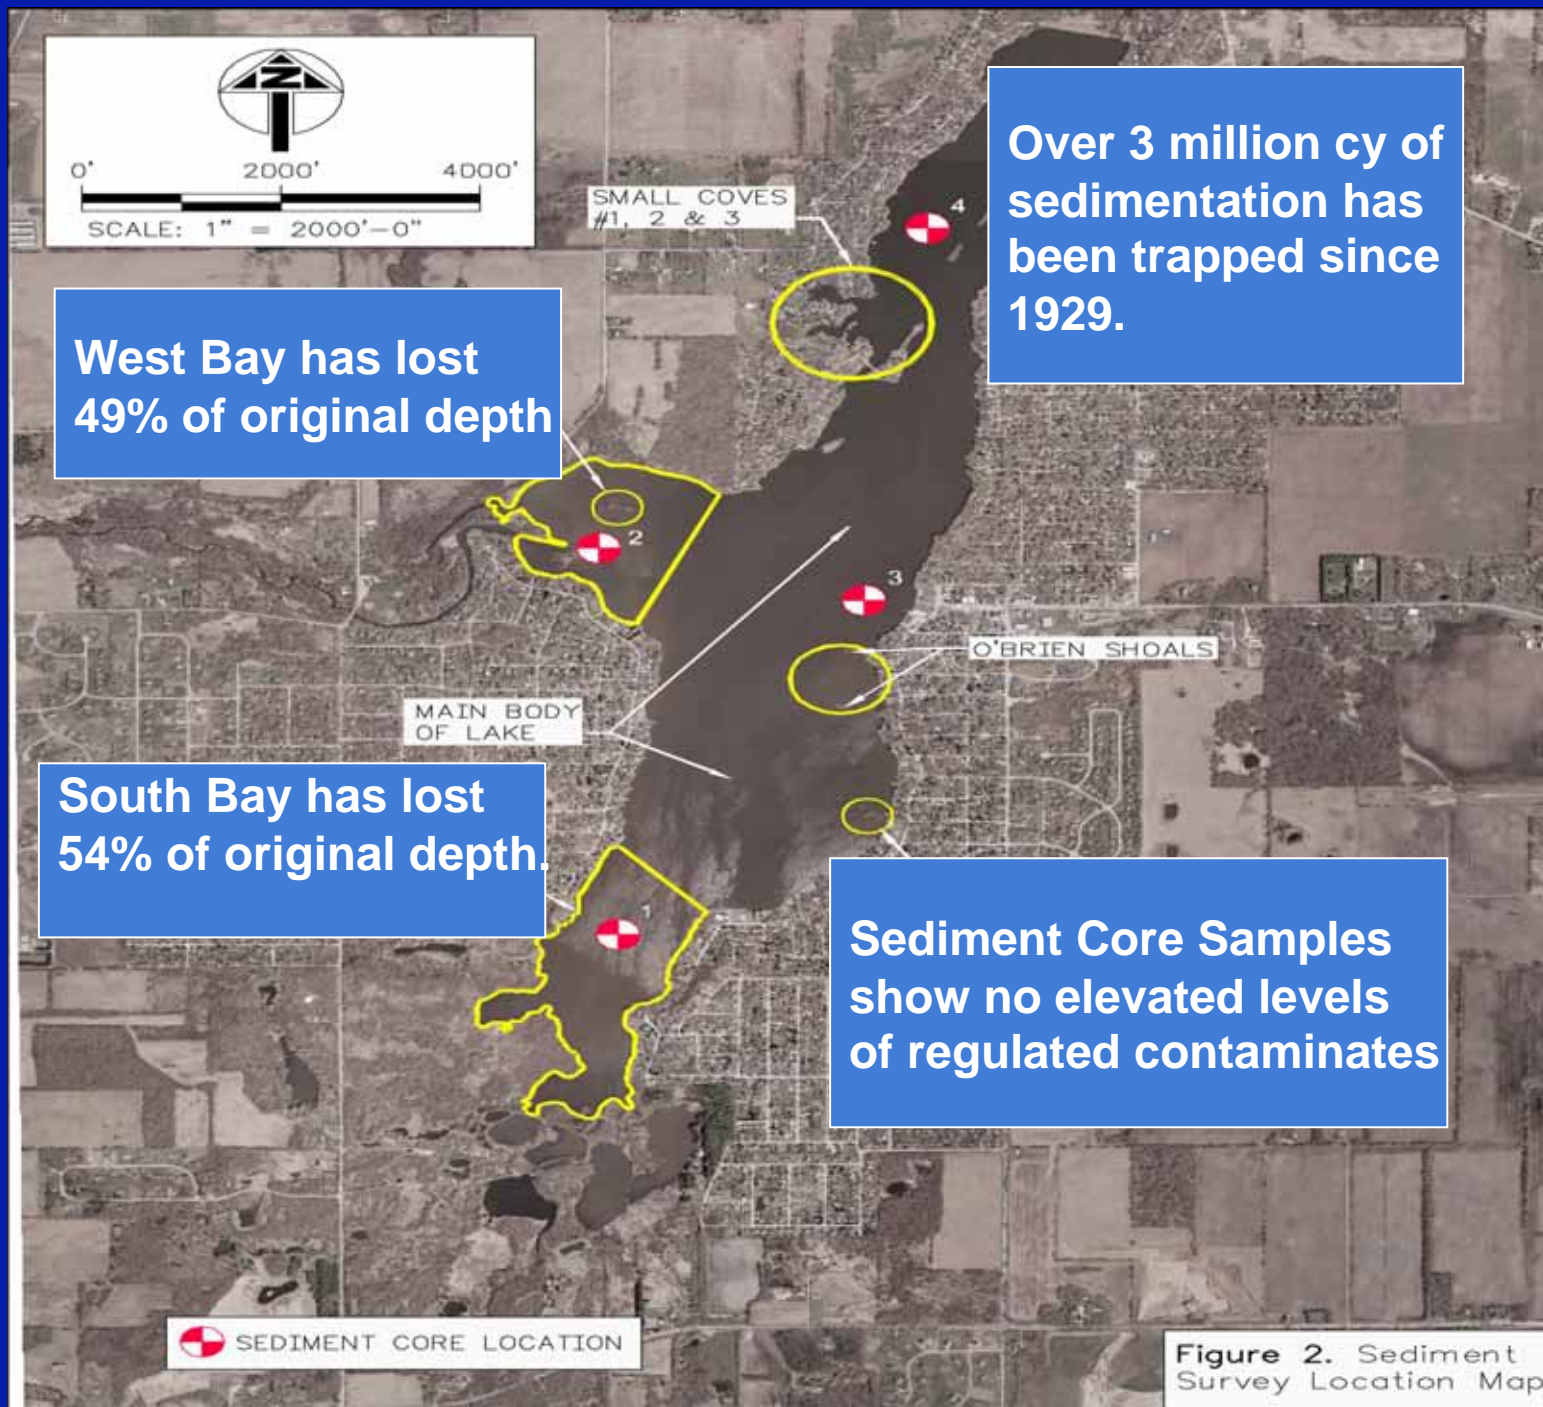 N
0' 2000' 4000'
SCALE: 1" = 2000'-0"
SMALL COVES
#1, 2 & 3
4
Over 3 million cy of
sedimentation has
been trapped since
1929.
West Bay has lost
49% of original depth
2
3
O'BRIEN SHOALS
MAIN BODY
OF LAKE
South Bay has lost
54% of original depth.
1
Sediment Core Samples
show no elevated levels
of regulated contaminates
SEDIMENT CORE LOCATION
Figure 2. Sediment
Survey Location Map